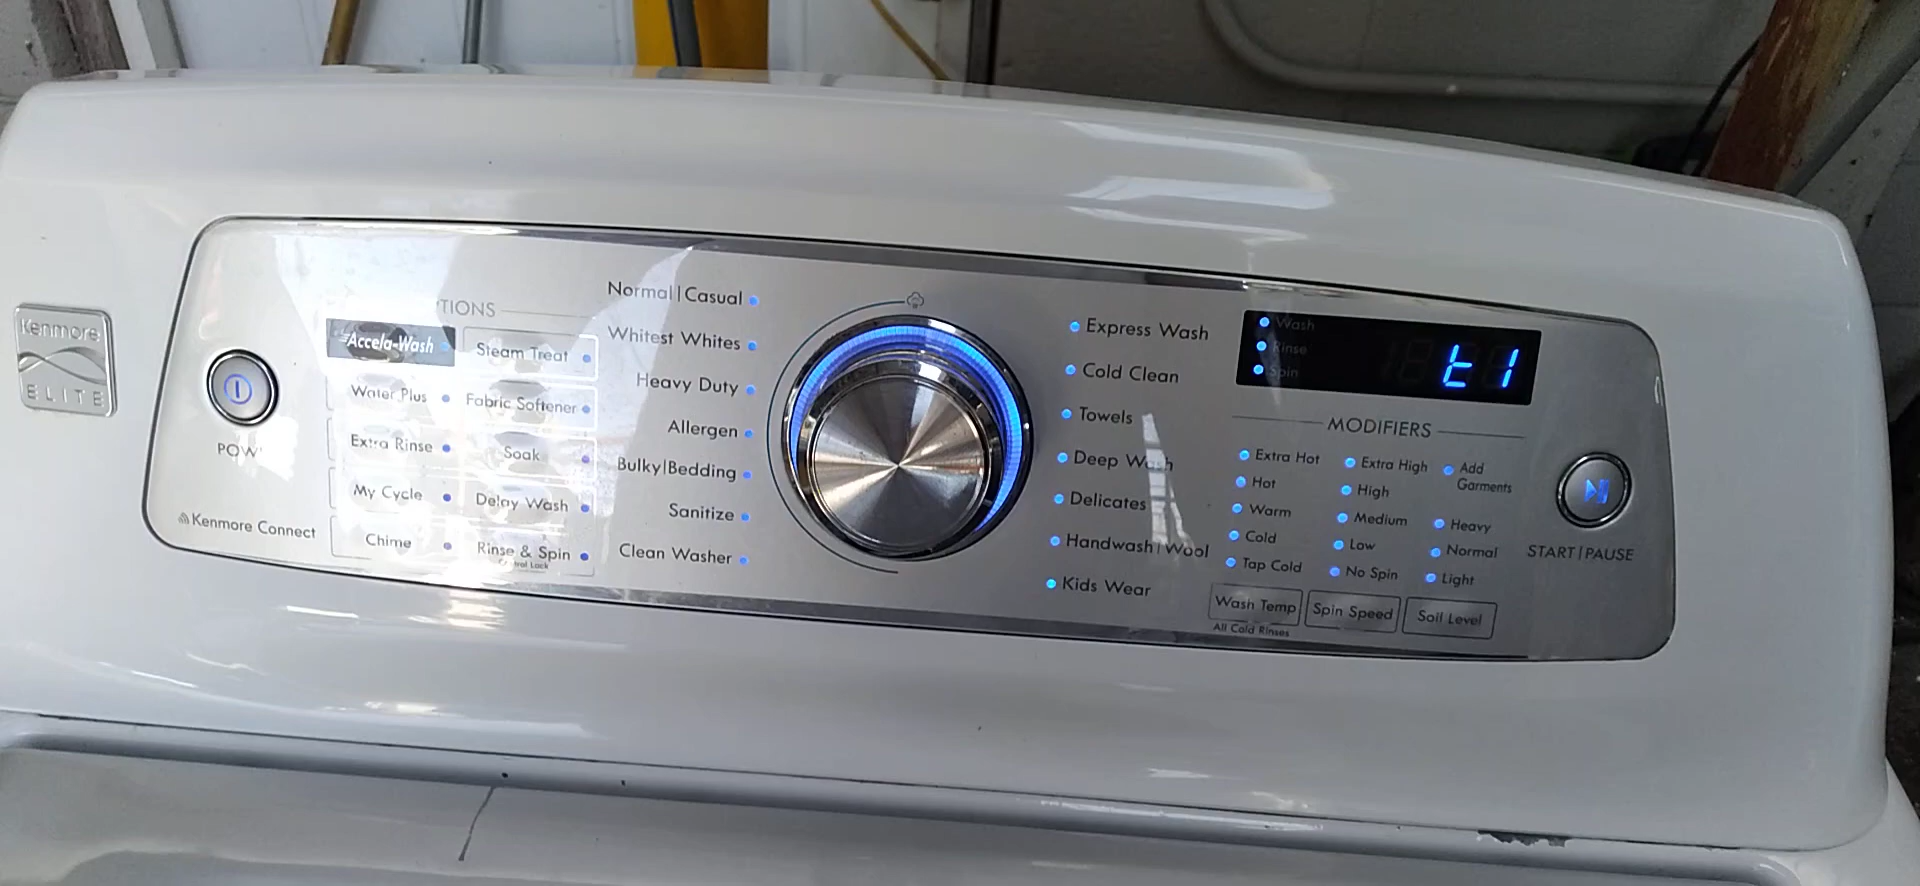 Kenmore
ELITE
POW
Kenmore Connect
TIONS
Accela-Wash
Steam Treat
Water Plus
Fabric Softener
Extra Rinse
Soak
My Cycle
Delay Wash
Chime
Rinse & Spin
Normal|Casual
Whitest Whites
Heavy Duty
Allergen
Bulky|Bedding
Sanitize
Clean Washer
Express Wash
Cold Clean
Towels
Deep Wash
Delicates
Handwash|Wool
Kids Wear
Wash
Rinse
Spin
t1
MODIFIERS
Extra Hot
Hot
Warm
Cold
Tap Cold
Wash Temp
All Cold Rinses
Extra High
High
Medium
Low
No Spin
Spin Speed
Add
Garments
Heavy
Normal
Light
Soil Level
START|PAUSE